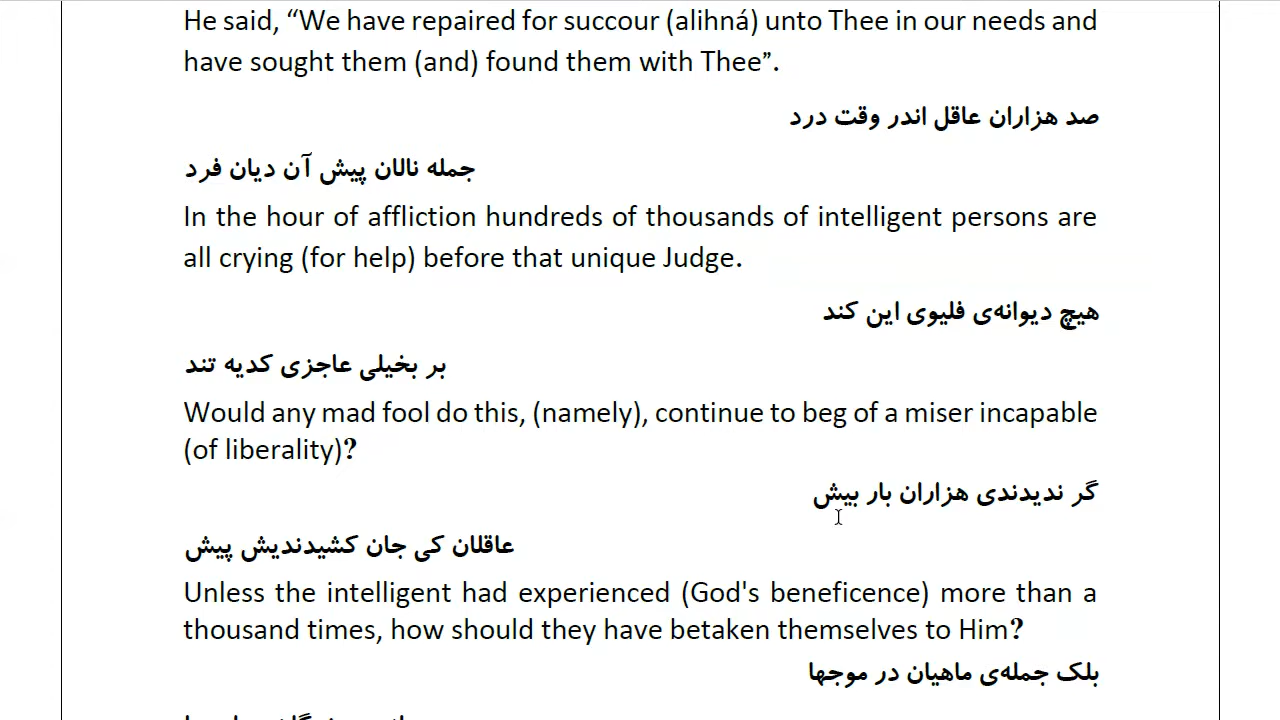 He said, “We have repaired for succour (alihná) unto Thee in our needs and
have sought them (and) found them with Thee”.
صد هزاران عاقل اندر وقت درد
جمله نالان پیش آن دیان فرد
In the hour of affliction hundreds of thousands of intelligent persons are
all crying (for help) before that unique Judge.
هیچ دیوانه‌ی فلیوی این کند
بر بخیلی عاجزی کدیه تند
Would any mad fool do this, (namely), continue to beg of a miser incapable
(of liberality)?
گر ندیدندی هزاران بار بیش
عاقلان کی جان کشیدندیش پیش
Unless the intelligent had experienced (God's beneficence) more than a
thousand times, how should they have betaken themselves to Him?
بلک جمله‌ی ماهیان در موجها